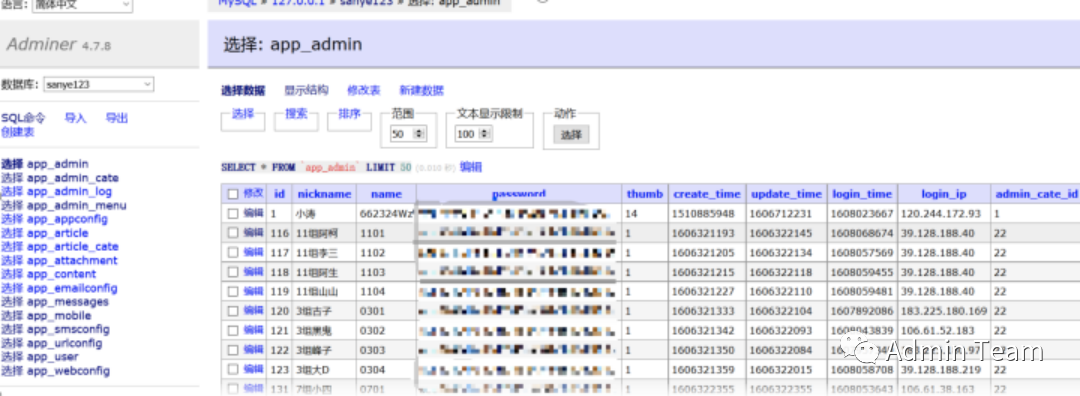 语言: 简体中文
MySQL » 127.0.0.1 » sanye123 » 选择: app_admin
Adminer 4.7.8
选择: app_admin
数据库: sanye123
选择数据 显示结构 修改表 新建数据
SQL命令 导入 导出
创建表
选择 搜索 排序 范围 50 文本显示限制 100 动作 选择
SELECT * FROM `app_admin` LIMIT 50 (0.010 秒) 编辑
选择 app_admin
选择 app_admin_cate
选择 app_admin_log
选择 app_admin_menu
选择 app_appconfig
选择 app_article
选择 app_article_cate
选择 app_attachment
选择 app_content
选择 app_emailconfig
选择 app_messages
选择 app_mobile
选择 app_smsconfig
选择 app_urlconfig
选择 app_user
选择 app_webconfig
修改 id nickname name password thumb create_time update_time login_time login_ip admin_cate_id
编辑 1 小涛 662324Wz 14 1510885948 1606712231 1608023667 120.244.172.93 1
编辑 116 11组阿柯 1101 1 1606321193 1606322145 1608068674 39.128.188.40 22
编辑 117 11组李三 1102 1 1606321205 1606322134 1608057569 39.128.188.40 22
编辑 118 11组阿生 1103 1 1606321215 1606322118 1608059455 39.128.188.40 22
编辑 119 11组山山 1104 1 1606321227 1606322110 1608059481 39.128.188.40 22
编辑 120 3组古子 0301 1 1606321333 1606322104 1607892086 183.225.180.169 22
编辑 121 3组黑鬼 0302 1 1606321342 1606322093 1608043839 106.61.52.183 22
编辑 122 3组峰子 0303 1 1606321350 1606322084 22
编辑 123 3组大D 0304 1 1606321359 1606322015 1608058708 39.128.188.219 22
编辑 131 7组小四 0701 1 1606322355 1606322355 1608053643 106.61.38.163 22
Admin Team